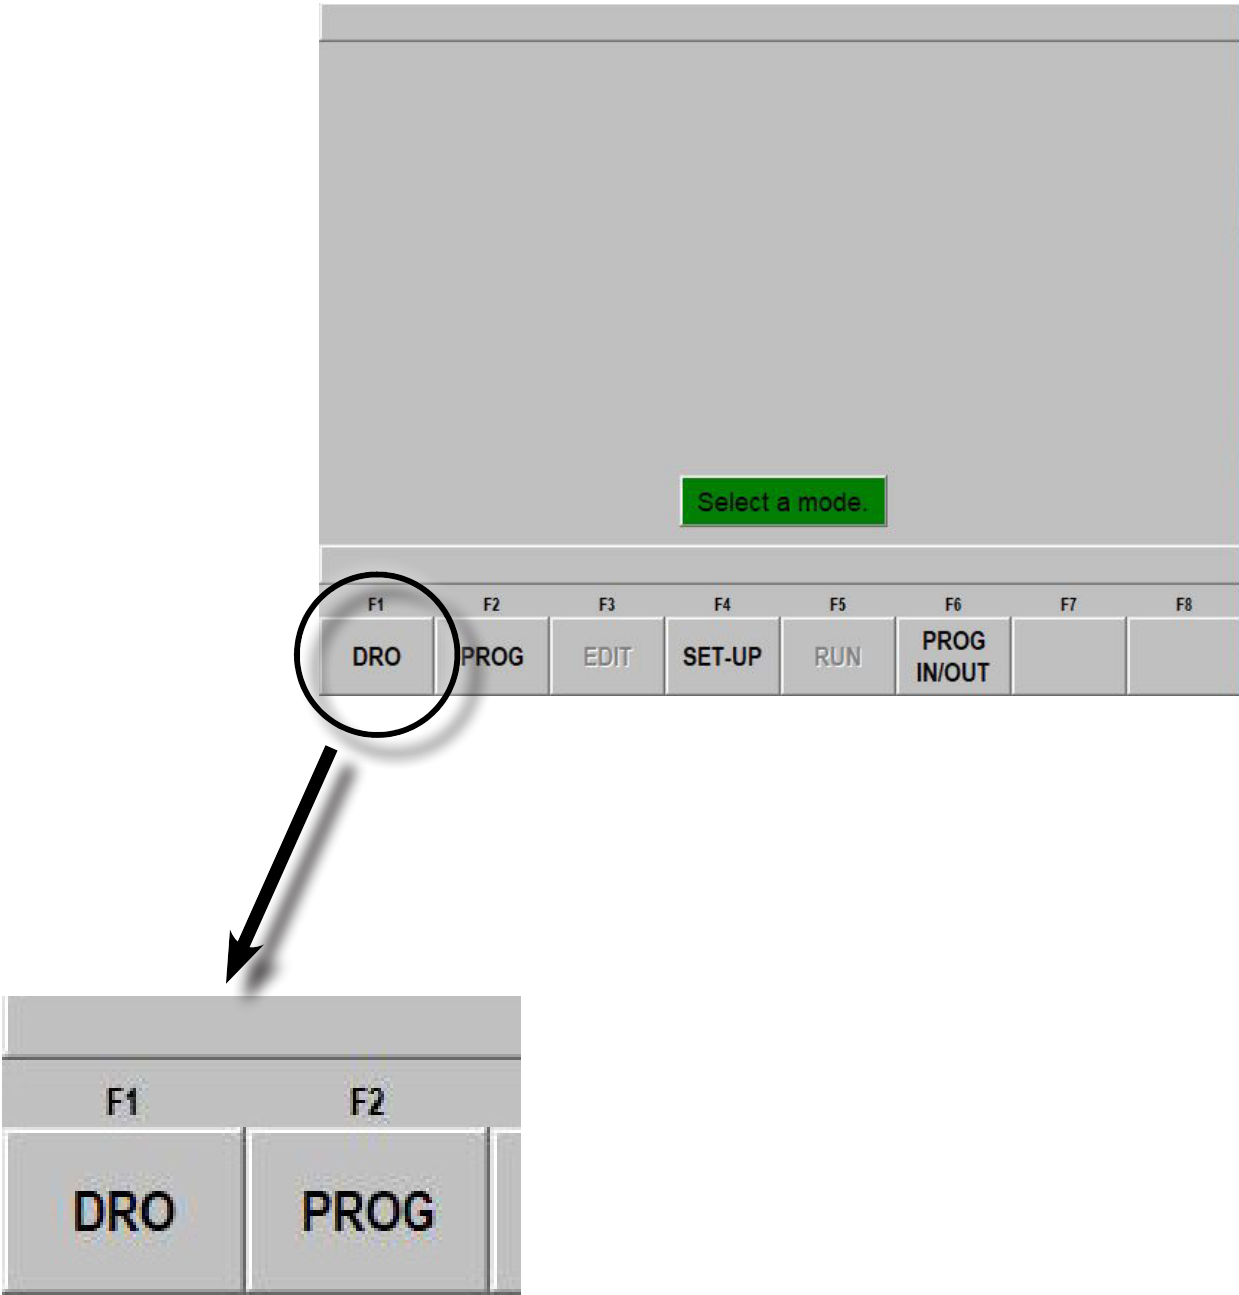 Select a mode.
F1 F2 F3 F4 F5 F6 F7 F8
DRO PROG EDIT SET-UP RUN PROG IN/OUT
F1 F2
DRO PROG